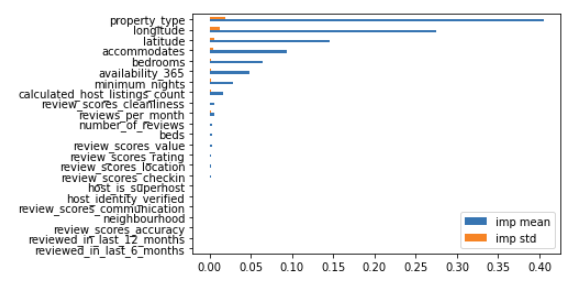 property_type
longitude
latitude
accommodates
bedrooms
availability_365
minimum_nights
calculated_host_listings_count
review_scores_cleanliness
reviews_per_month
number_of_reviews
beds
review_scores_value
review_scores_rating
review_scores_location
review_scores_checkin
host_is_superhost
host_identity_verified
review_scores_communication
neighbourhood
review_scores_accuracy
reviewed_in_last_12_months
reviewed_in_last_6_months
imp mean
imp std
0.00 0.05 0.10 0.15 0.20 0.25 0.30 0.35 0.40